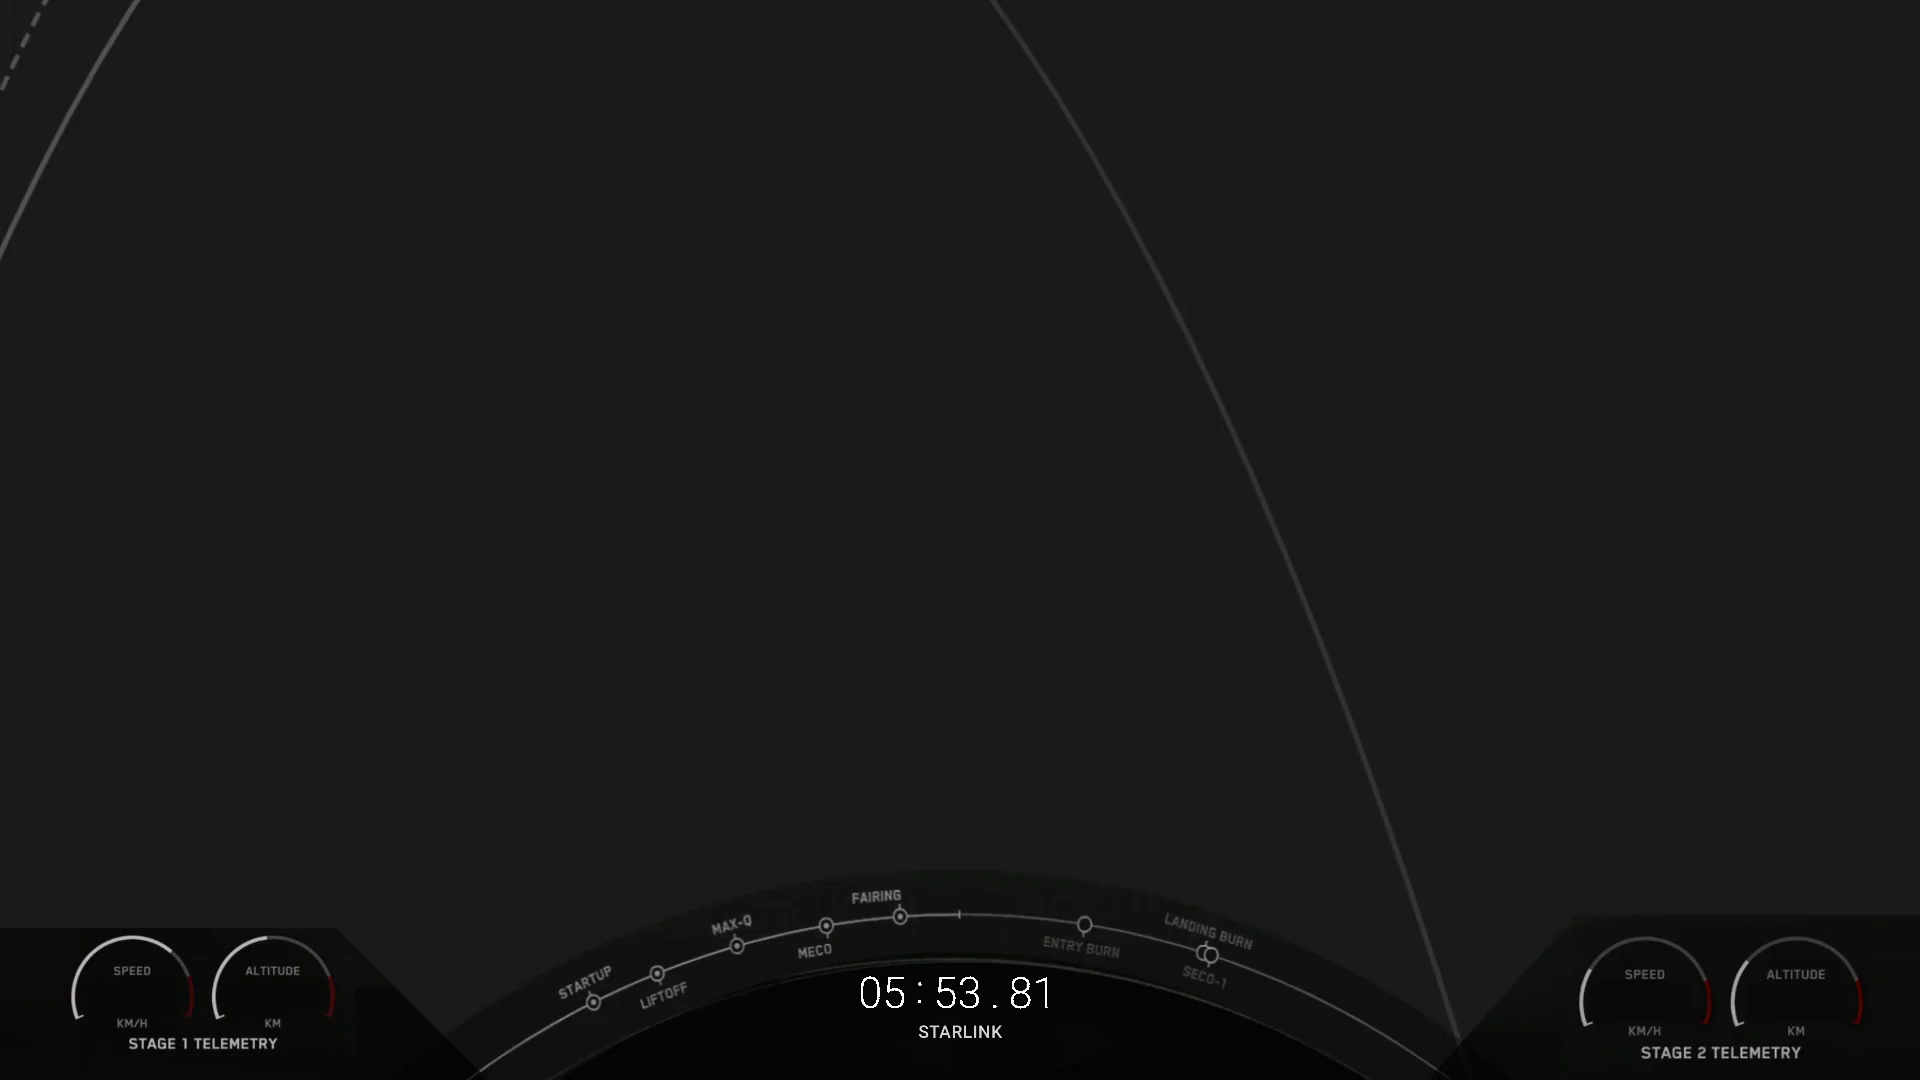 FAIRING
MAX-Q
LANDING BURN
MECO
ENTRY BURN
STARTUP
SECO-1
LIFTOFF
SPEED
KM/H
ALTITUDE
KM
STAGE 1 TELEMETRY
05:53.81
STARLINK
SPEED
KM/H
ALTITUDE
KM
STAGE 2 TELEMETRY